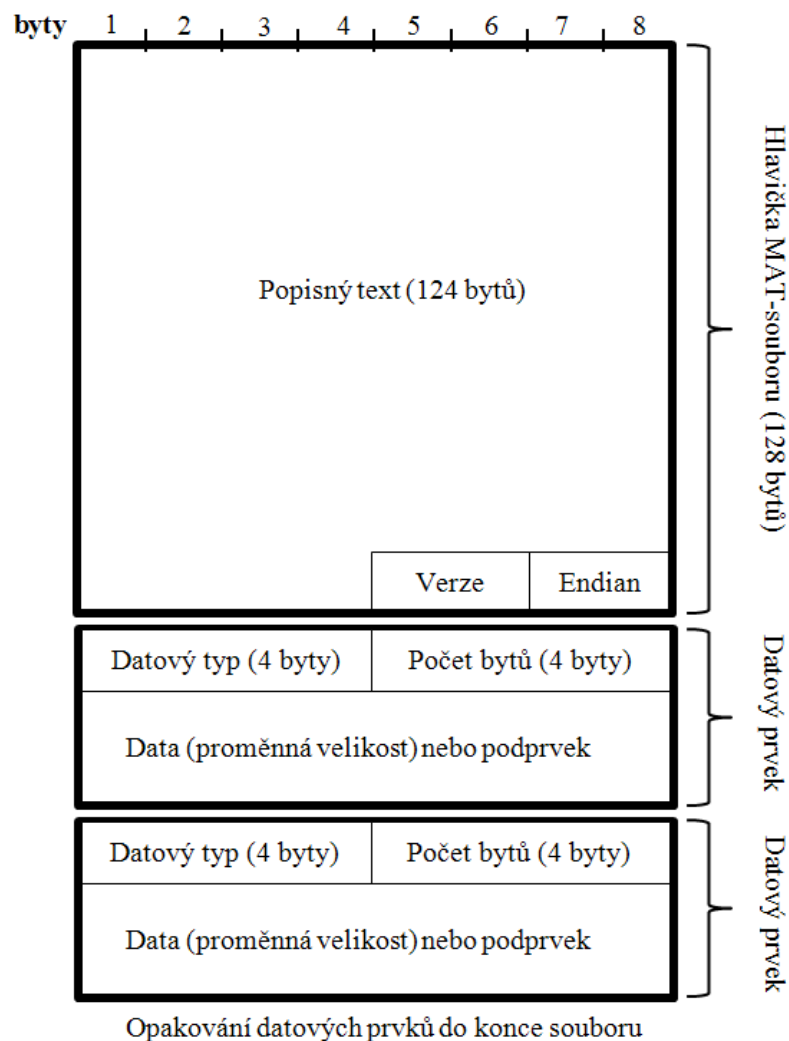 byty 1 2 3 4 5 6 7 8
Popisný text (124 bytů)
Hlavička MAT-souboru (128 bytů)
Verze Endian
Datový typ (4 byty) Počet bytů (4 byty)
Data (proměnná velikost) nebo podprvek
Datový prvek
Datový typ (4 byty) Počet bytů (4 byty)
Data (proměnná velikost) nebo podprvek
Datový prvek
Opakování datových prvků do konce souboru